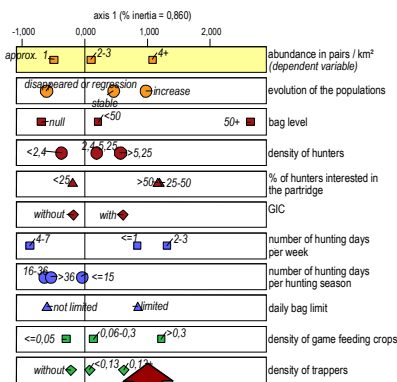 axis 1 (% inertia = 0,860)
-1,000 0,000 1,000 2,000
approx. 1 2-3 4+ abundance in pairs / km²
(dependent variable)
disappeared or regression stable increase evolution of the populations
null <50 50+ bag level
<2,4 2,4-5,25 >5,25 density of hunters
<25 >50 25-50 % of hunters interested in
the partridge
without with GIC
4-7 <=1 2-3 number of hunting days
per week
16-36 >36 <=15 number of hunting days
per hunting season
not limited limited daily bag limit
<=0,05 0,06-0,3 >0,3 density of game feeding crops
without <0,13 0,13+ density of trappers